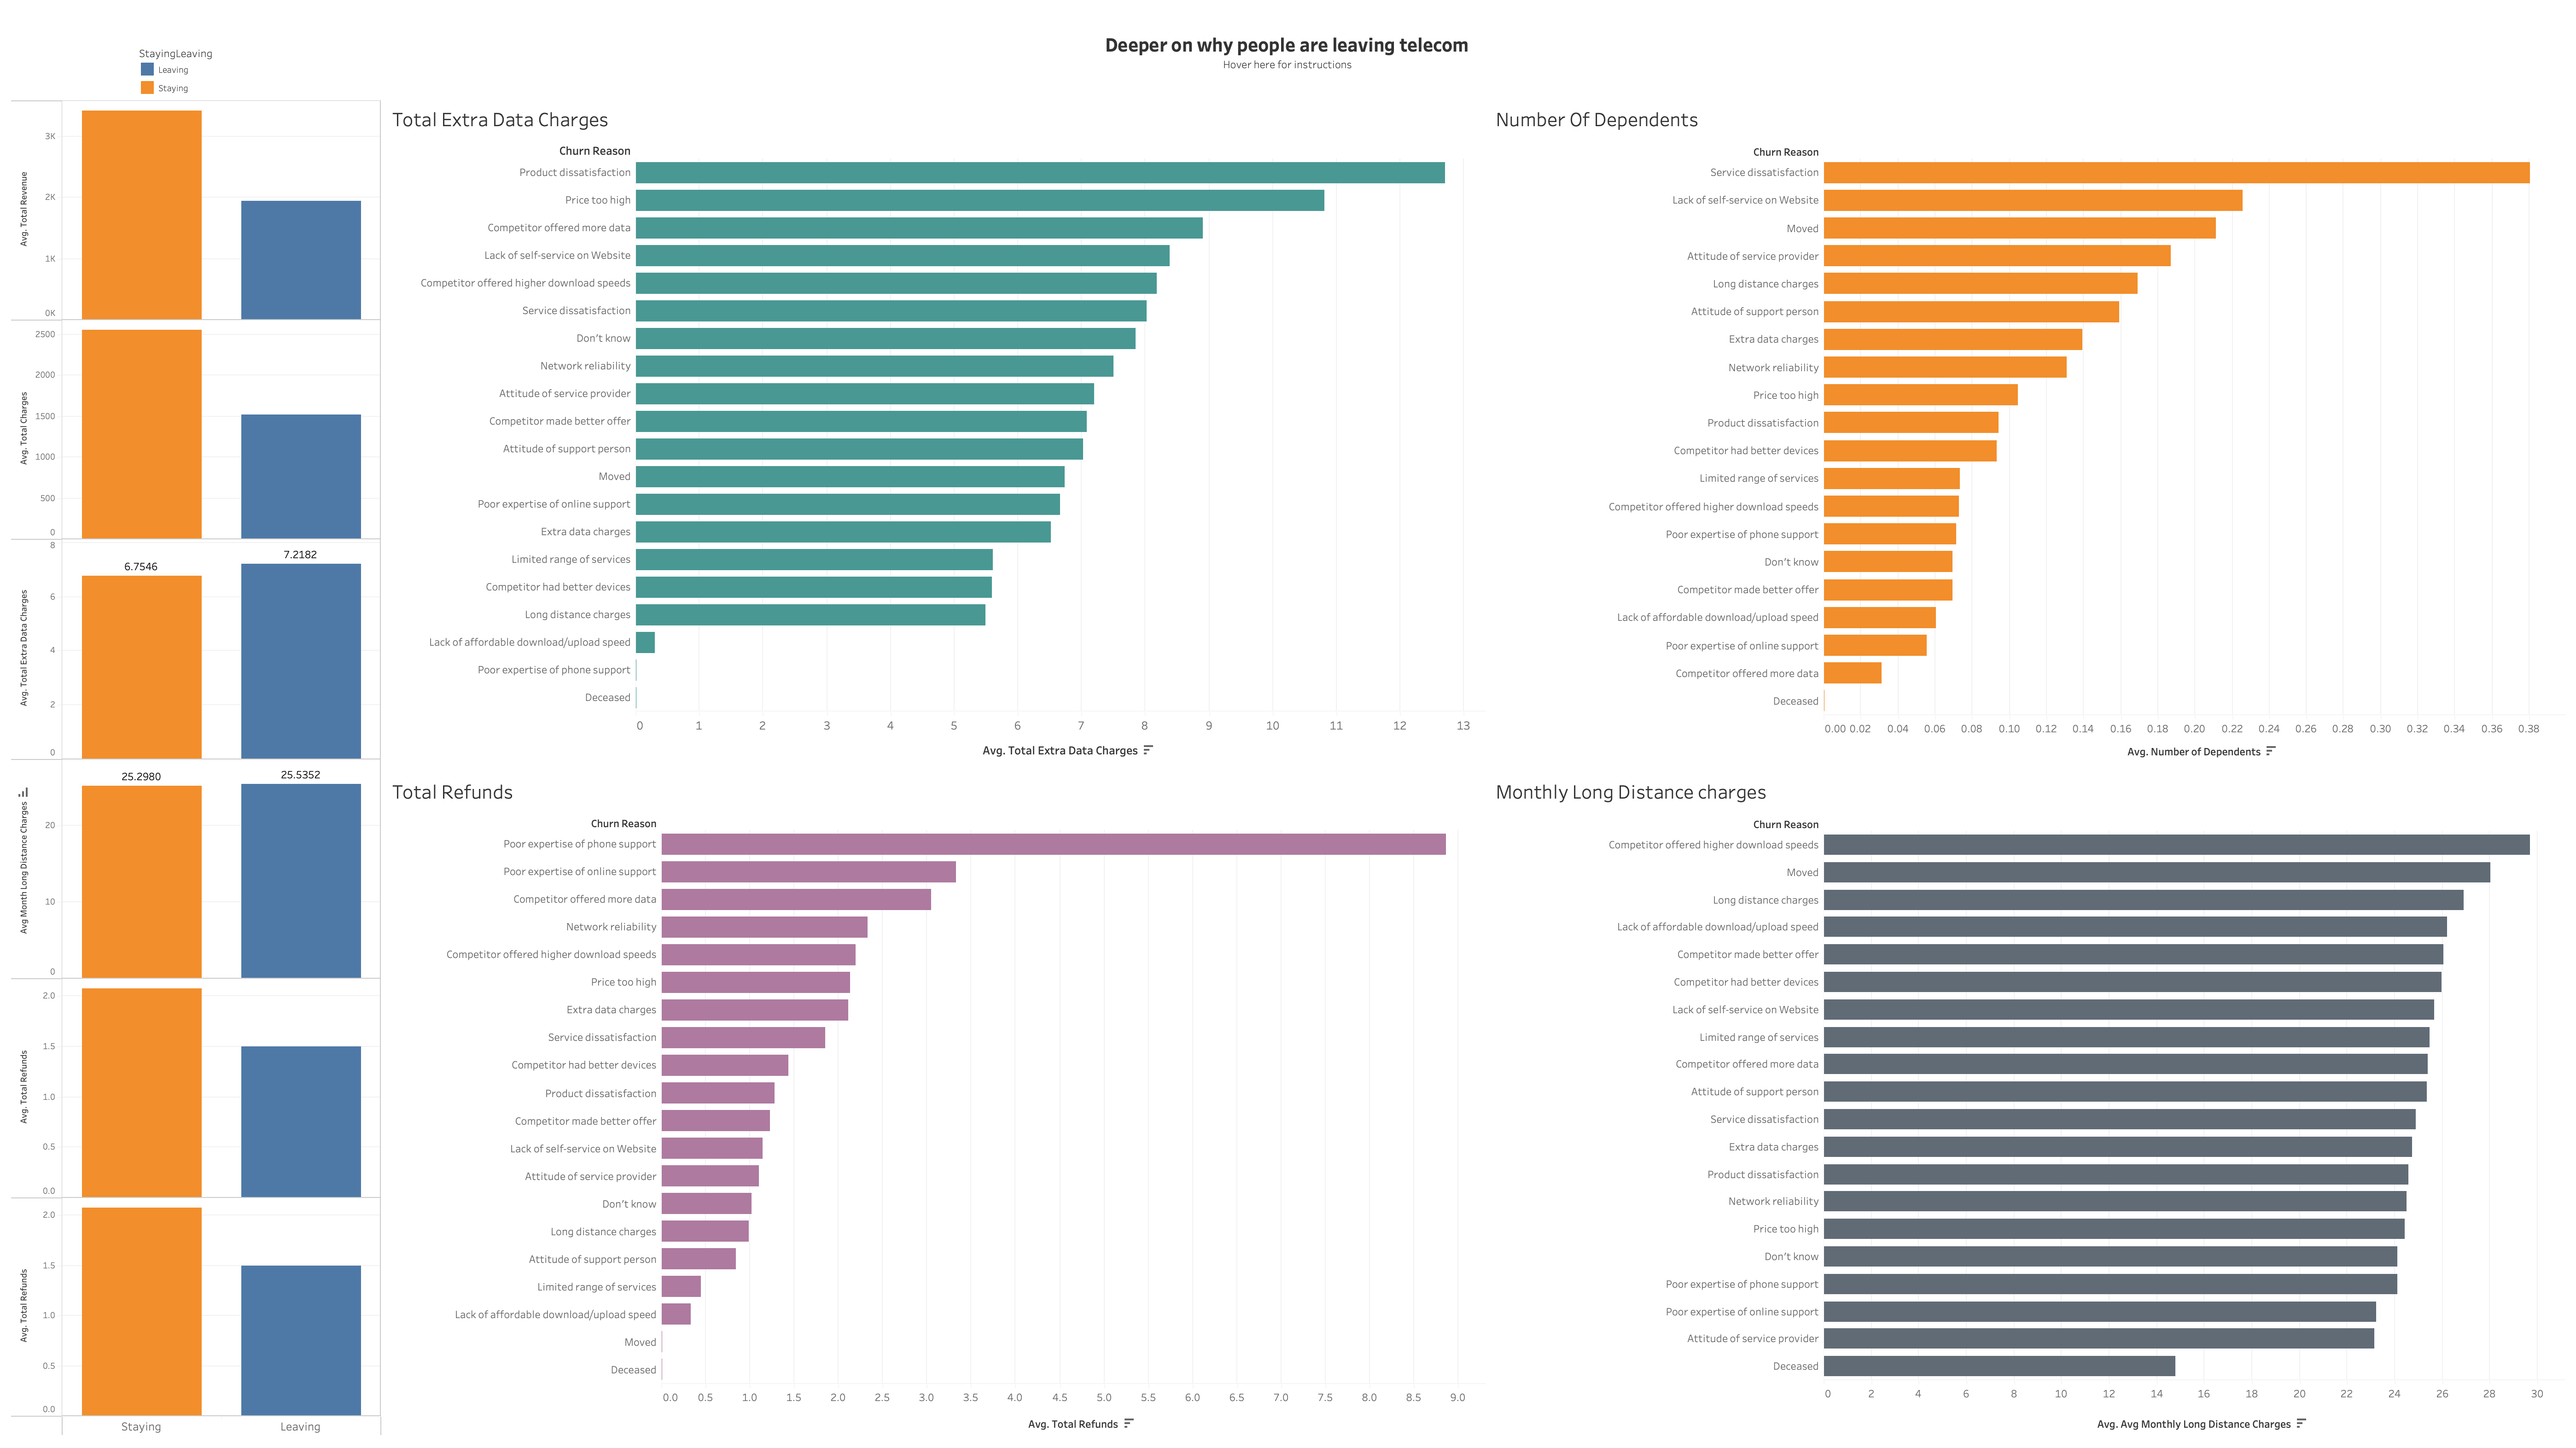 Deeper on why people are leaving telecom
Hover here for instructions
StayingLeaving
Leaving
Staying
Avg. Total Revenue
3K
2K
1K
0K
Avg. Total Charges
2500
2000
1500
1000
500
0
Avg. Total Extra Data Charges
8
6
4
2
0
6.7546
7.2182
Avg Month Long Distance Charges
20
10
0
25.2980
25.5352
Avg. Total Refunds
2.0
1.5
1.0
0.5
0.0
Avg. Total Refunds
2.0
1.5
1.0
0.5
0.0
Staying
Leaving
Total Extra Data Charges
Churn Reason
Product dissatisfaction
Price too high
Competitor offered more data
Lack of self-service on Website
Competitor offered higher download speeds
Service dissatisfaction
Don't know
Network reliability
Attitude of service provider
Competitor made better offer
Attitude of support person
Moved
Poor expertise of online support
Extra data charges
Limited range of services
Competitor had better devices
Long distance charges
Lack of affordable download/upload speed
Poor expertise of phone support
Deceased
0 1 2 3 4 5 6 7 8 9 10 11 12 13
Avg. Total Extra Data Charges
Number Of Dependents
Churn Reason
Service dissatisfaction
Lack of self-service on Website
Moved
Attitude of service provider
Long distance charges
Attitude of support person
Extra data charges
Network reliability
Price too high
Product dissatisfaction
Competitor had better devices
Limited range of services
Competitor offered higher download speeds
Poor expertise of phone support
Don't know
Competitor made better offer
Lack of affordable download/upload speed
Poor expertise of online support
Competitor offered more data
Deceased
0.00 0.02 0.04 0.06 0.08 0.10 0.12 0.14 0.16 0.18 0.20 0.22 0.24 0.26 0.28 0.30 0.32 0.34 0.36 0.38
Avg. Number of Dependents
Total Refunds
Churn Reason
Poor expertise of phone support
Poor expertise of online support
Competitor offered more data
Network reliability
Competitor offered higher download speeds
Price too high
Extra data charges
Service dissatisfaction
Competitor had better devices
Product dissatisfaction
Competitor made better offer
Lack of self-service on Website
Attitude of service provider
Don't know
Long distance charges
Attitude of support person
Limited range of services
Lack of affordable download/upload speed
Moved
Deceased
0.0 0.5 1.0 1.5 2.0 2.5 3.0 3.5 4.0 4.5 5.0 5.5 6.0 6.5 7.0 7.5 8.0 8.5 9.0
Avg. Total Refunds
Monthly Long Distance charges
Churn Reason
Competitor offered higher download speeds
Moved
Long distance charges
Lack of affordable download/upload speed
Competitor made better offer
Competitor had better devices
Lack of self-service on Website
Limited range of services
Competitor offered more data
Attitude of support person
Service dissatisfaction
Extra data charges
Product dissatisfaction
Network reliability
Price too high
Don't know
Poor expertise of phone support
Poor expertise of online support
Attitude of service provider
Deceased
0 2 4 6 8 10 12 14 16 18 20 22 24 26 28 30
Avg. Avg Monthly Long Distance Charges